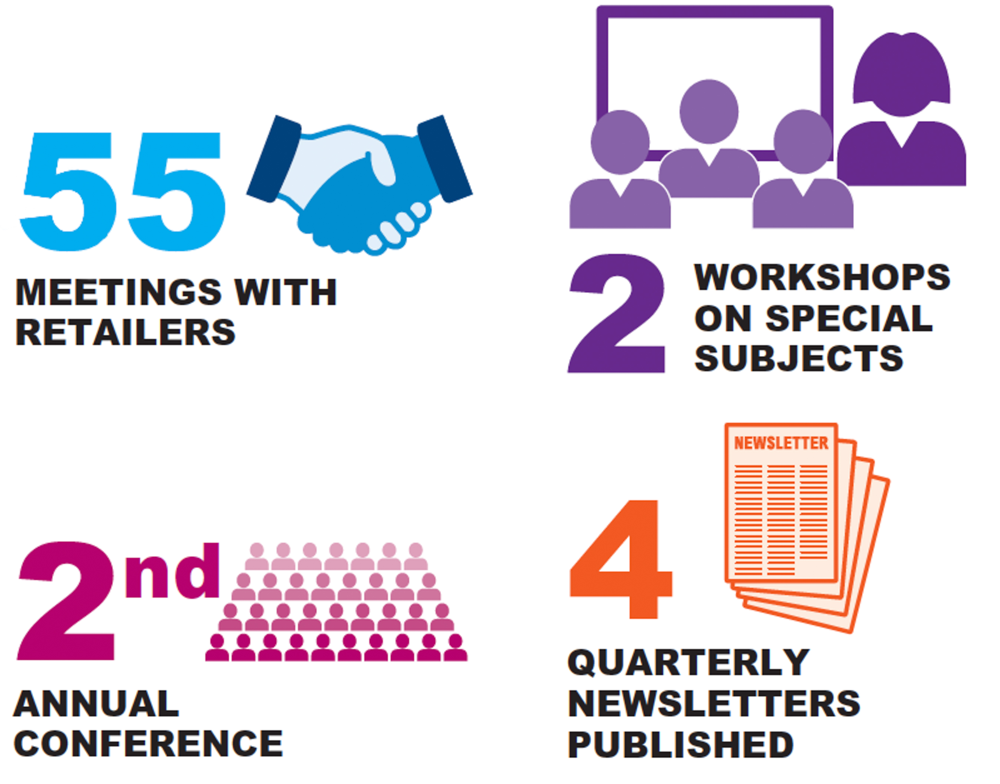 55
MEETINGS WITH
RETAILERS
2
WORKSHOPS
ON SPECIAL
SUBJECTS
2nd
ANNUAL
CONFERENCE
NEWSLETTER
4
QUARTERLY
NEWSLETTERS
PUBLISHED